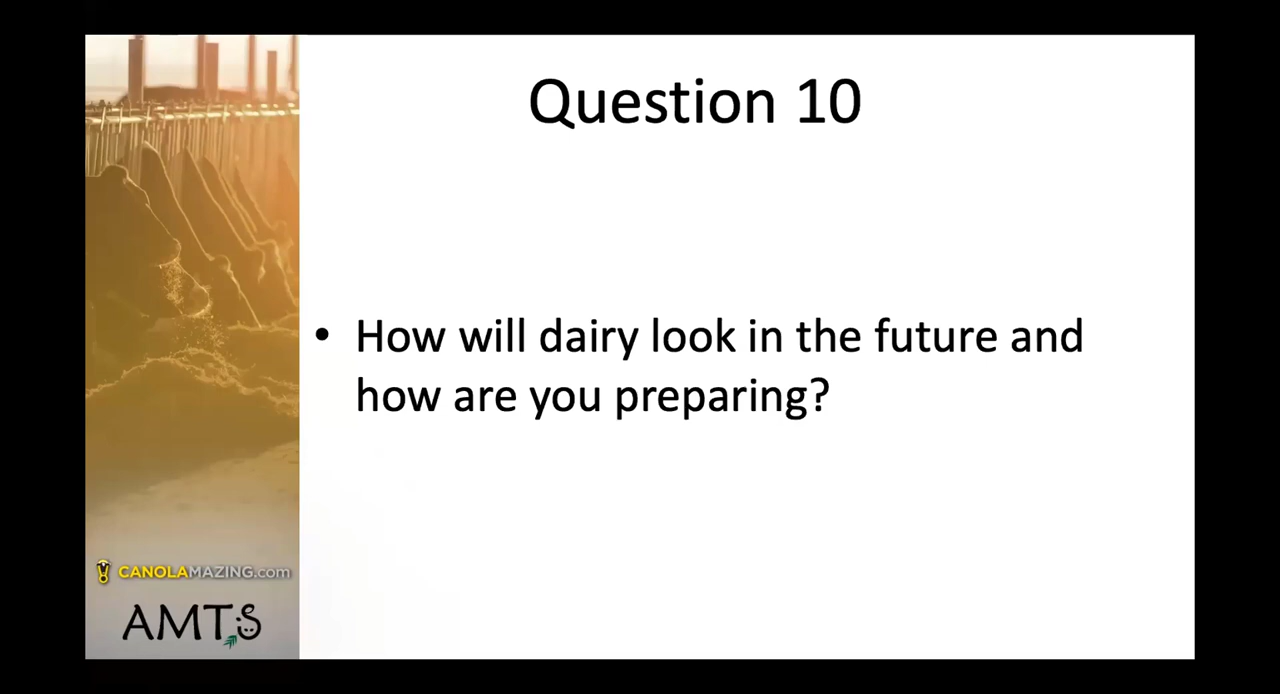 Question 10
• How will dairy look in the future and
how are you preparing?
CANOLAMAZING.com
AMTS